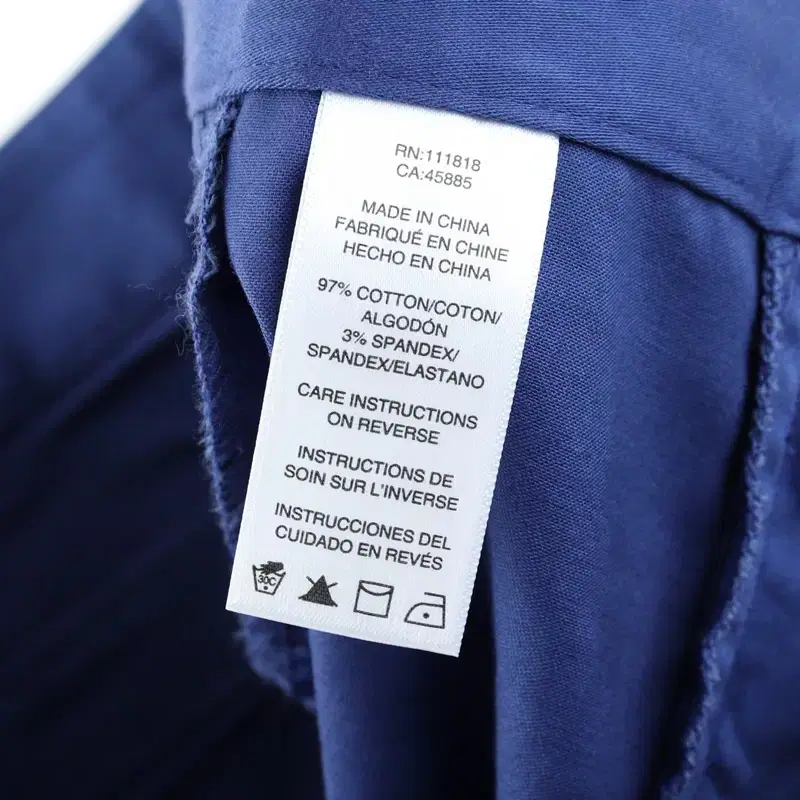 RN:111818
CA:45885
MADE IN CHINA
FABRIQUÉ EN CHINE
HECHO EN CHINA
97% COTTON/COTON/
ALGODÓN
3% SPANDEX/
SPANDEX/ELASTANO
CARE INSTRUCTIONS
ON REVERSE
INSTRUCTIONS DE
SOIN SUR L'INVERSE
INSTRUCCIONES DEL
CUIDADO EN REVÉS
30C